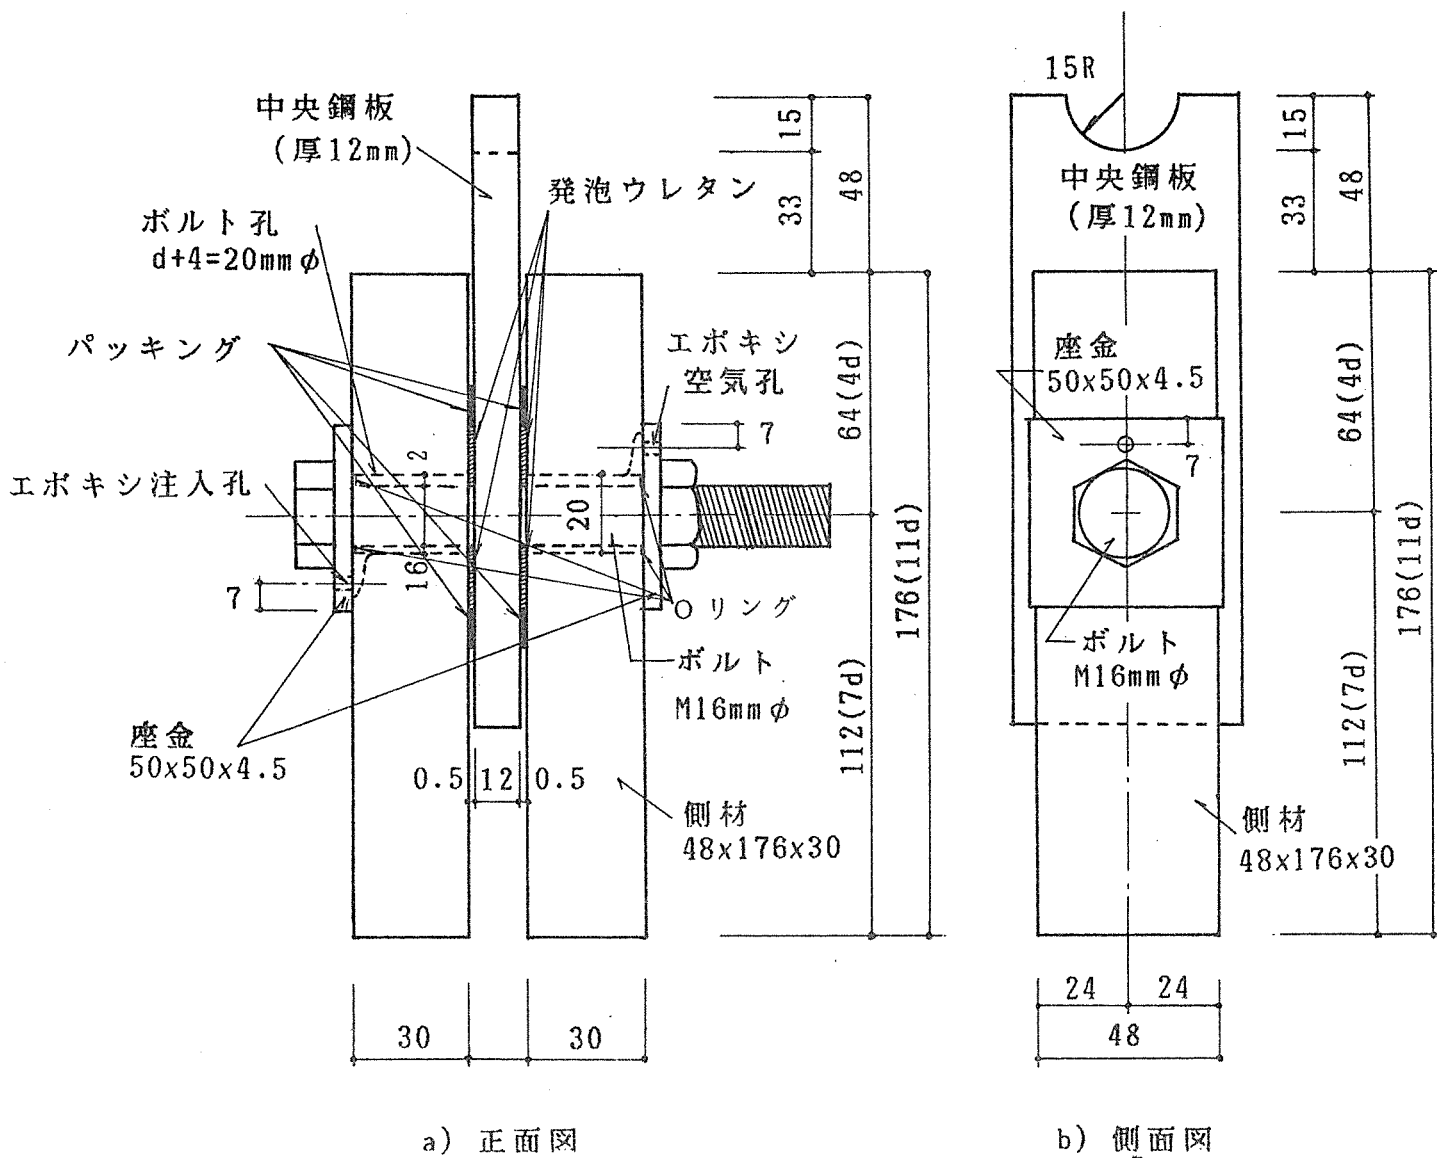 中央鋼板
(厚12mm)
ボルト孔
d+4=20mmφ
発泡ウレタン
パッキング
エポキシ
空気孔
エポキシ注入孔
7
7
2
16
20
Oリング
ボルト
M16mmφ
座金
50x50x4.5
0.5
12
0.5
側材
48x176x30
15
33
48
64(4d)
176(11d)
112(7d)
30
30
a) 正面図
15R
中央鋼板
(厚12mm)
座金
50x50x4.5
7
ボルト
M16mmφ
側材
48x176x30
15
33
48
64(4d)
176(11d)
112(7d)
24
24
48
b) 側面図